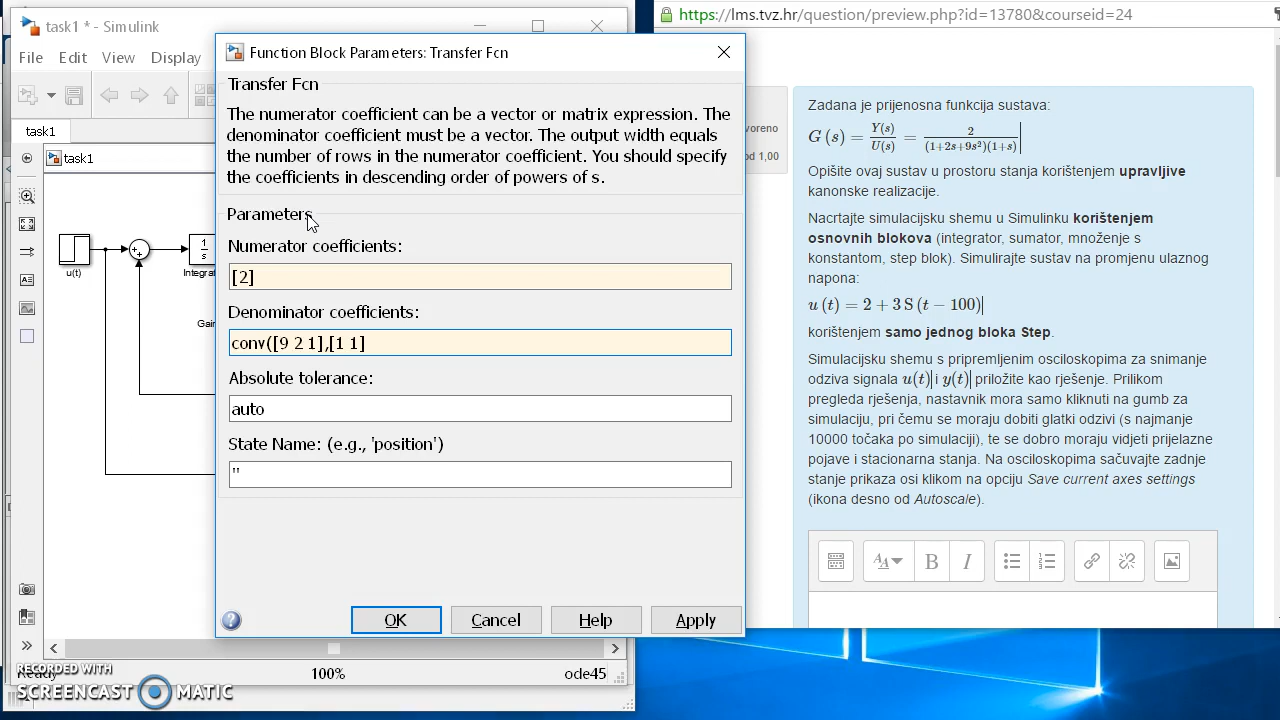 task1 * - Simulink
File Edit View Display
task1
task1
u(t)
1
s
Integrat
Gai
100%
ode45
Ready
RECORDED WITH
SCREENCAST MATIC
Function Block Parameters: Transfer Fcn
Transfer Fcn
The numerator coefficient can be a vector or matrix expression. The
denominator coefficient must be a vector. The output width equals
the number of rows in the numerator coefficient. You should specify
the coefficients in descending order of powers of s.
Parameters
Numerator coefficients:
[2]
Denominator coefficients:
conv([9 2 1],[1 1]
Absolute tolerance:
auto
State Name: (e.g., 'position')
''
OK Cancel Help Apply
https://lms.tvz.hr/question/preview.php?id=13780&courseid=24
voreno
od 1,00
Zadana je prijenosna funkcija sustava:
G (s) = Y(s)/U(s) = 2/((1+2s+9s²)(1+s))
Opišite ovaj sustav u prostoru stanja korištenjem upravljive
kanonske realizacije.
Nacrtajte simulacijsku shemu u Simulinku korištenjem
osnovnih blokova (integrator, sumator, množenje s
konstantom, step blok). Simulirajte sustav na promjenu ulaznog
napona:
u (t) = 2 + 3 S (t − 100)
korištenjem samo jednog bloka Step.
Simulacijsku shemu s pripremljenim osciloskopima za snimanje
odziva signala u(t) i y(t) priložite kao rješenje. Prilikom
pregleda rješenja, nastavnik mora samo kliknuti na gumb za
simulaciju, pri čemu se moraju dobiti glatki odzivi (s najmanje
10000 točaka po simulaciji), te se dobro moraju vidjeti prijelazne
pojave i stacionarna stanja. Na osciloskopima sačuvajte zadnje
stanje prikaza osi klikom na opciju Save current axes settings
(ikona desno od Autoscale).